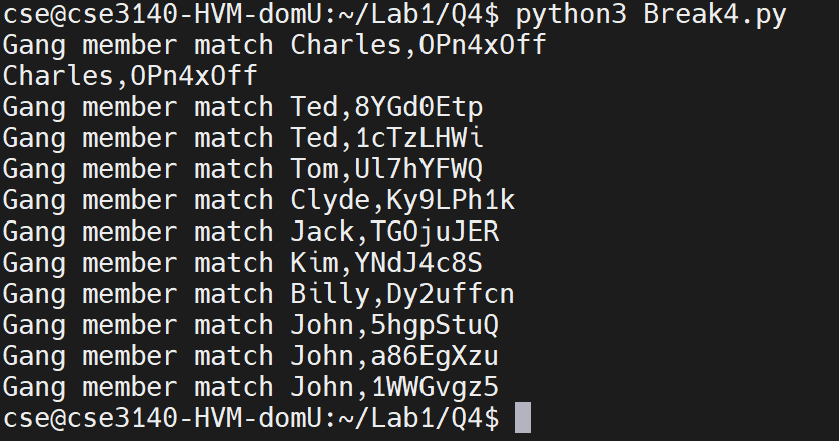 cse@cse3140-HVM-domU:~/Lab1/Q4$ python3 Break4.py
Gang member match Charles,OPn4xOff
Charles,OPn4xOff
Gang member match Ted,8YGd0Etp
Gang member match Ted,1cTzLHWi
Gang member match Tom,Ul7hYFWQ
Gang member match Clyde,Ky9LPh1k
Gang member match Jack,TGOjuJER
Gang member match Kim,YNdJ4c8S
Gang member match Billy,Dy2uffcn
Gang member match John,5hgpStuQ
Gang member match John,a86EgXzu
Gang member match John,1WWGvgz5
cse@cse3140-HVM-domU:~/Lab1/Q4$